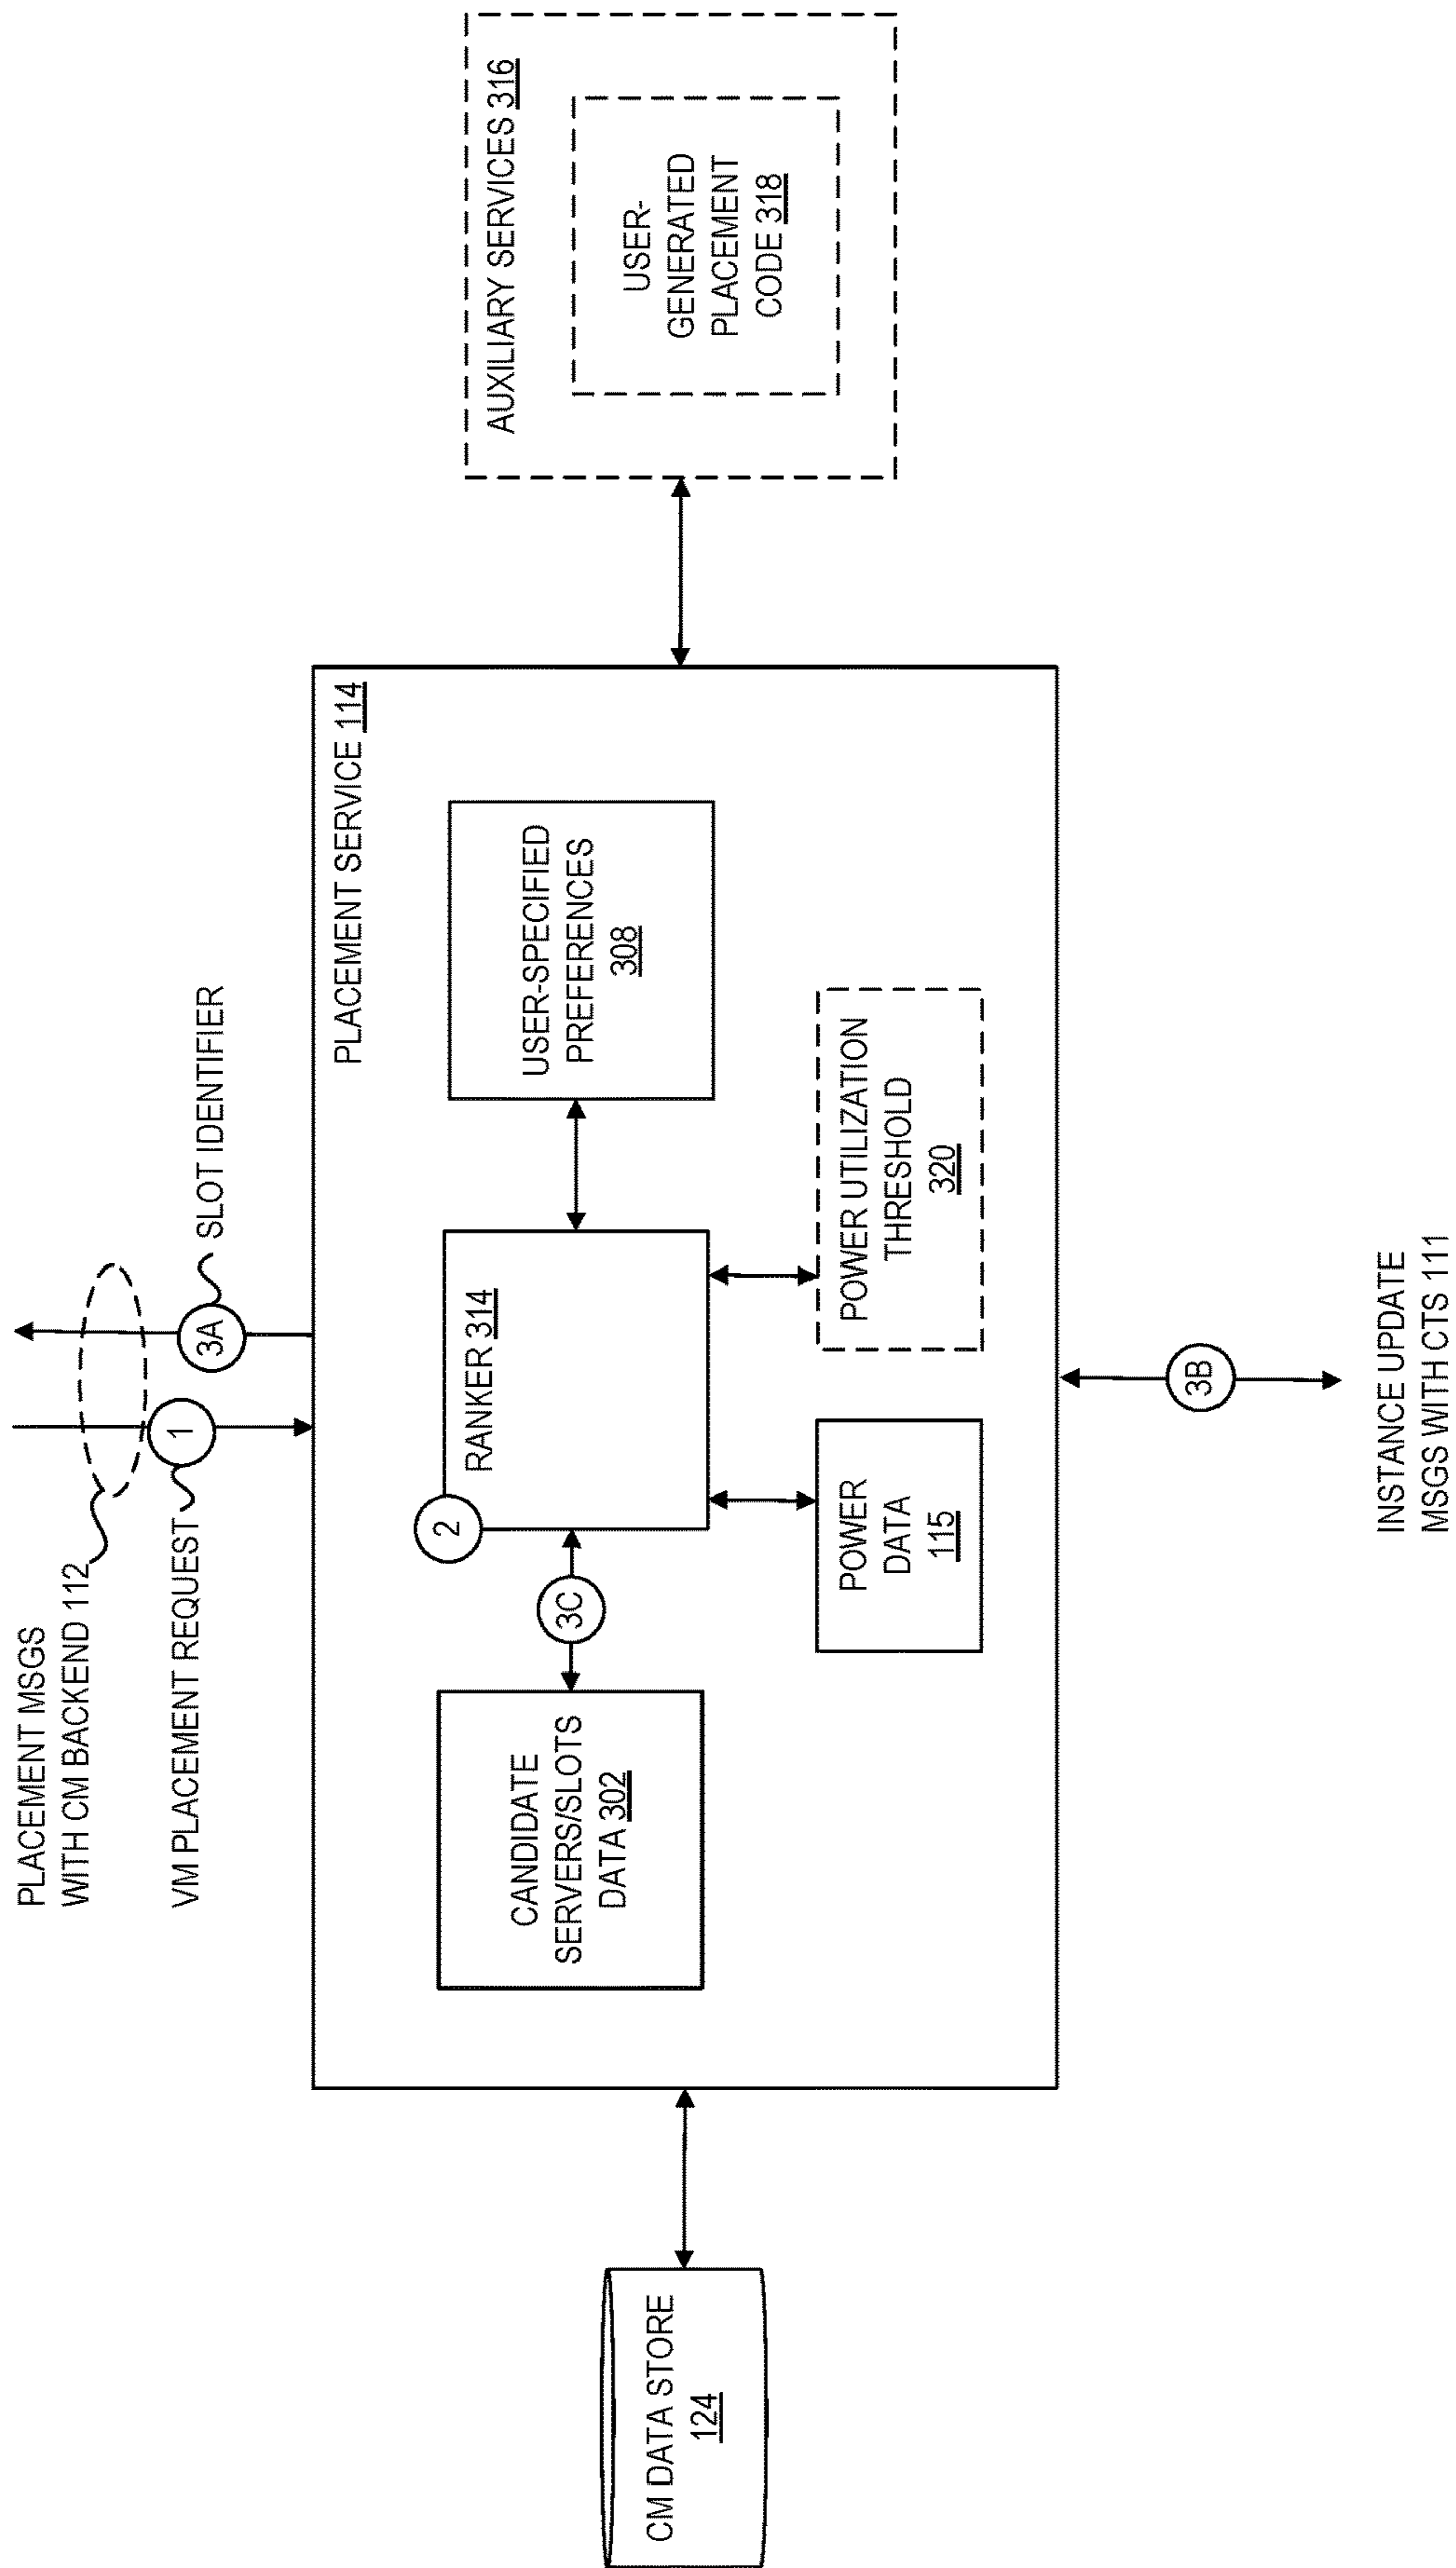 PLACEMENT MSGS
WITH CM BACKEND 112
VM PLACEMENT REQUEST
1
3A
SLOT IDENTIFIER
PLACEMENT SERVICE 114
CM DATA STORE
124
CANDIDATE
SERVERS/SLOTS
DATA 302
3C
2
RANKER 314
USER-SPECIFIED
PREFERENCES
308
POWER
DATA
115
POWER UTILIZATION
THRESHOLD
320
AUXILIARY SERVICES 316
USER-
GENERATED
PLACEMENT
CODE 318
3B
INSTANCE UPDATE
MSGS WITH CTS 111